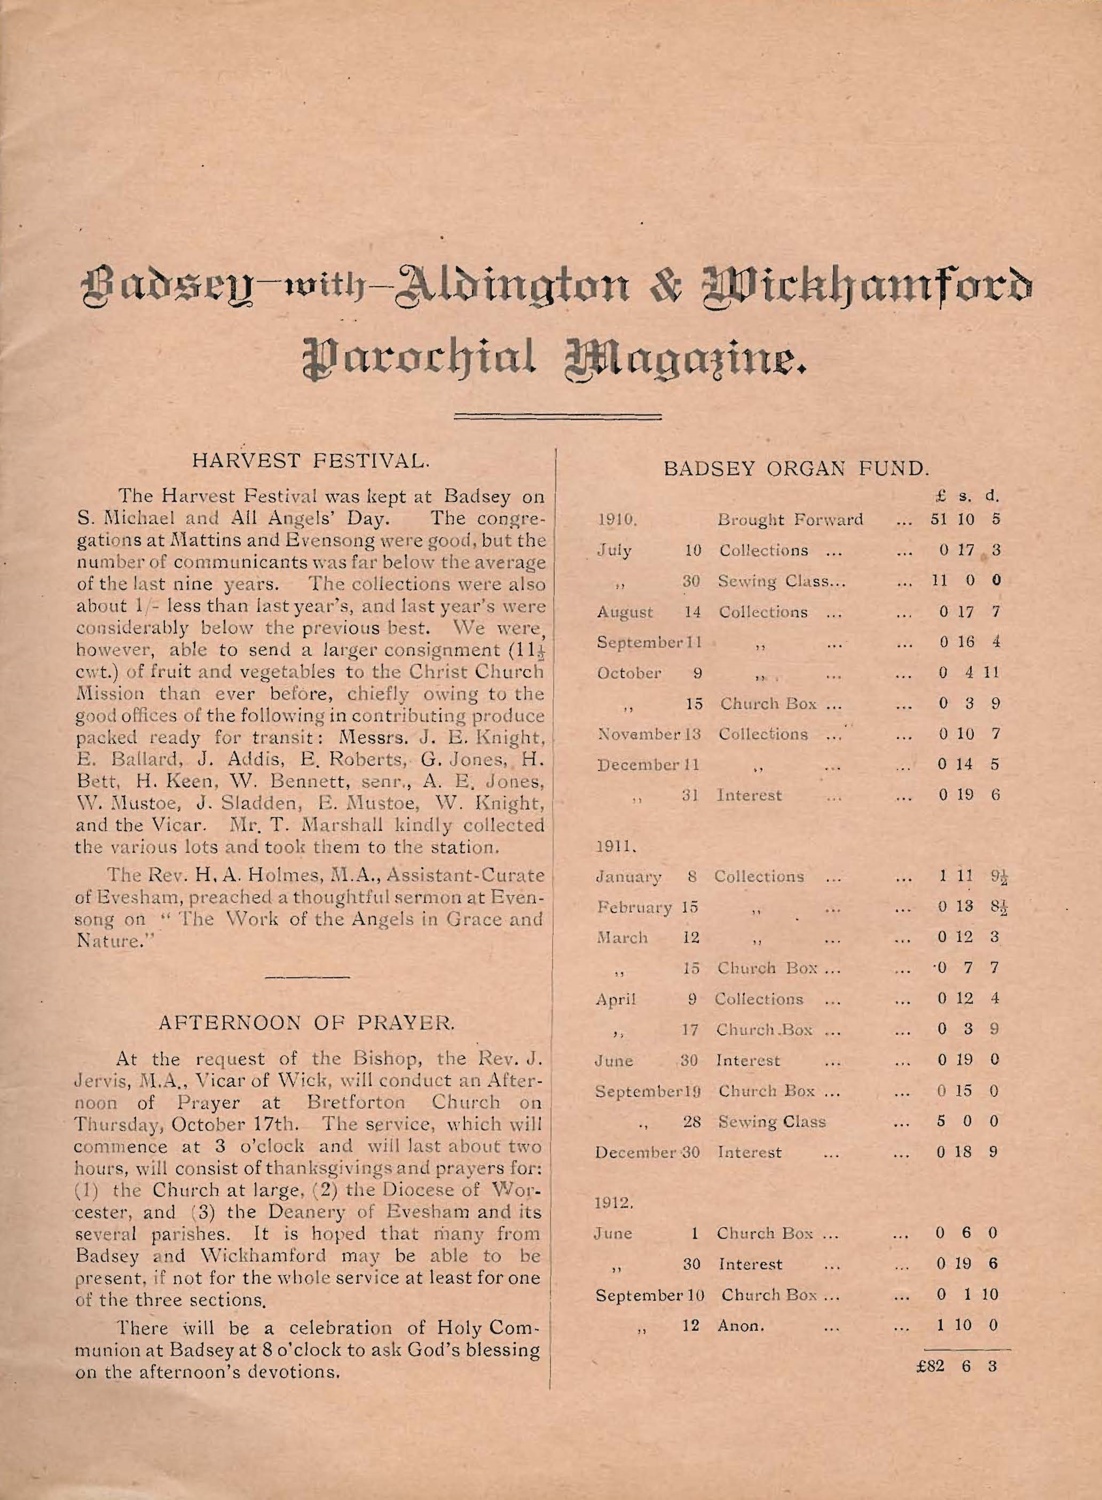 Badsey-with-Aldington & Wickhamford
Parochial Magazine.
HARVEST FESTIVAL.
The Harvest Festival was kept at Badsey on
S. Michael and All Angels' Day. The congre-
gations at Mattins and Evensong were good, but the
number of communicants was far below the average
of the last nine years. The collections were also
about 1/- less than last year's, and last year's were
considerably below the previous best. We were,
however, able to send a larger consignment (11½
cwt.) of fruit and vegetables to the Christ Church
Mission than ever before, chiefly owing to the
good offices of the following in contributing produce
packed ready for transit: Messrs. J. E. Knight,
E. Ballard, J. Addis, E. Roberts, G. Jones, H.
Bett, H. Keen, W. Bennett, senr., A. E. Jones,
W. Mustoe, J. Sladden, E. Mustoe, W. Knight,
and the Vicar. Mr. T. Marshall kindly collected
the various lots and took them to the station.
The Rev. H. A. Holmes, M.A., Assistant-Curate
of Evesham, preached a thoughtful sermon at Even-
song on "The Work of the Angels in Grace and
Nature."
AFTERNOON OF PRAYER.
At the request of the Bishop, the Rev. J.
Jervis, M.A., Vicar of Wick, will conduct an After-
noon of Prayer at Bretforton Church on
Thursday, October 17th. The service, which will
commence at 3 o'clock and will last about two
hours, will consist of thanksgivings and prayers for:
(1) the Church at large, (2) the Diocese of Wor-
cester, and (3) the Deanery of Evesham and its
several parishes. It is hoped that many from
Badsey and Wickhamford may be able to be
present, if not for the whole service at least for one
of the three sections.
There will be a celebration of Holy Com-
munion at Badsey at 8 o'clock to ask God's blessing
on the afternoon's devotions.
BADSEY ORGAN FUND.
£ s. d.
1910. Brought Forward ... 51 10 5
July 10 Collections ... ... 0 17 3
,, 30 Sewing Class... ... 11 0 0
August 14 Collections ... ... 0 17 7
September 11 ,, ... ... 0 16 4
October 9 ,, ... ... 0 4 11
,, 15 Church Box ... ... 0 3 9
November 13 Collections ... ... 0 10 7
December 11 ,, ... ... 0 14 5
,, 31 Interest ... ... 0 19 6
1911.
January 8 Collections ... ... 1 11 9½
February 15 ,, ... ... 0 13 8½
March 12 ,, ... ... 0 12 3
,, 15 Church Box ... ... 0 7 7
April 9 Collections ... ... 0 12 4
,, 17 Church Box ... ... 0 3 9
June 30 Interest ... ... 0 19 0
September 19 Church Box ... ... 0 15 0
,, 28 Sewing Class ... 5 0 0
December 30 Interest ... ... 0 18 9
1912.
June 1 Church Box ... ... 0 6 0
,, 30 Interest ... ... 0 19 6
September 10 Church Box ... ... 0 1 10
,, 12 Anon. ... ... 1 10 0
£82 6 3